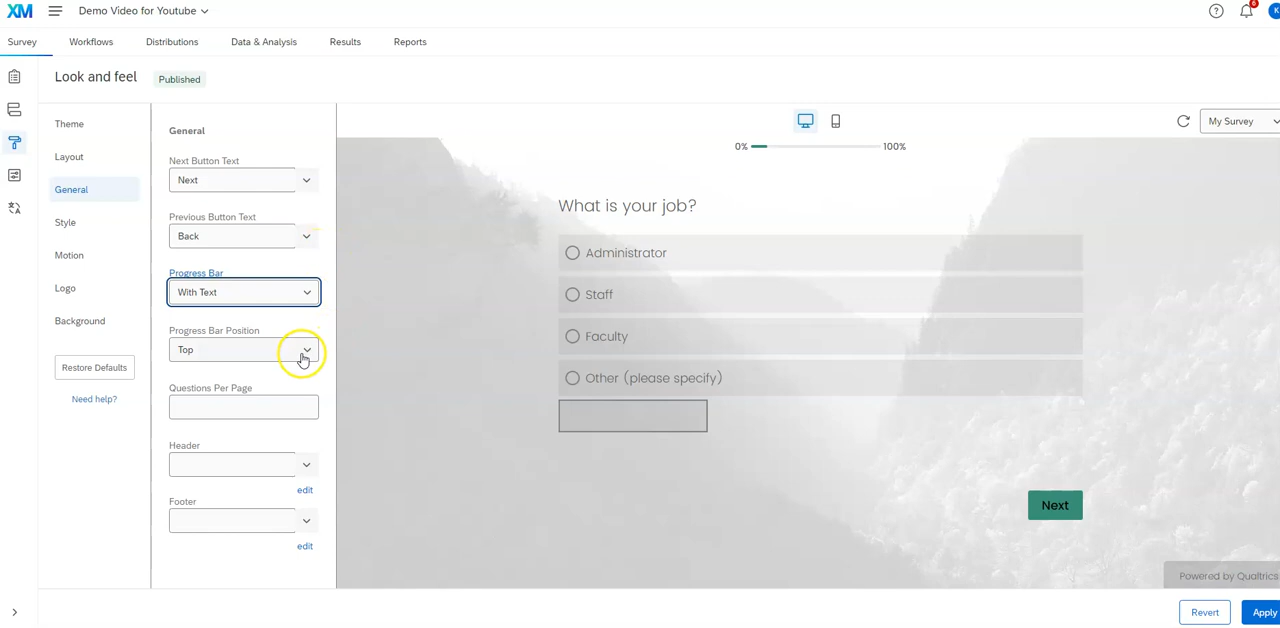 XM
Demo Video for Youtube
6
K
Survey
Workflows
Distributions
Data & Analysis
Results
Reports
Look and feel
Published
Theme
Layout
General
Style
Motion
Logo
Background
Restore Defaults
Need help?
General
Next Button Text
Next
Previous Button Text
Back
Progress Bar
With Text
Progress Bar Position
Top
Questions Per Page
Header
edit
Footer
edit
My Survey
0%
100%
What is your job?
Administrator
Staff
Faculty
Other (please specify)
Next
Powered by Qualtrics
Revert
Apply